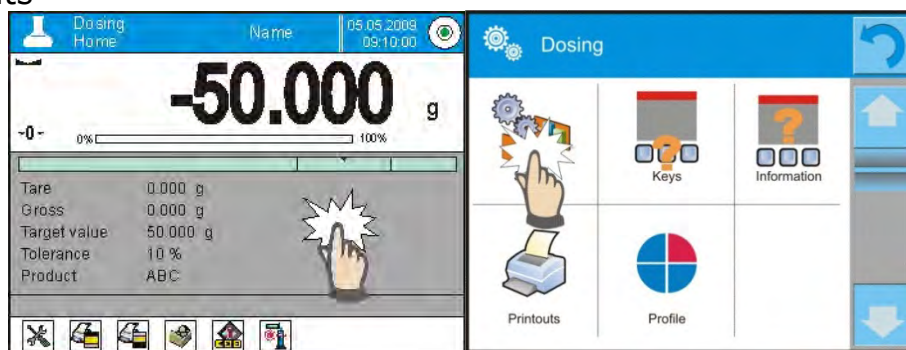 ts
Dosing
Home
Name
05.05.2009
09:10:00
-50.000 g
-0-
0%
100%
Tare 0.000 g
Gross 0.000 g
Target value 50.000 g
Tolerance 10 %
Product ABC
Dosing
Keys
Information
Printouts
Profile